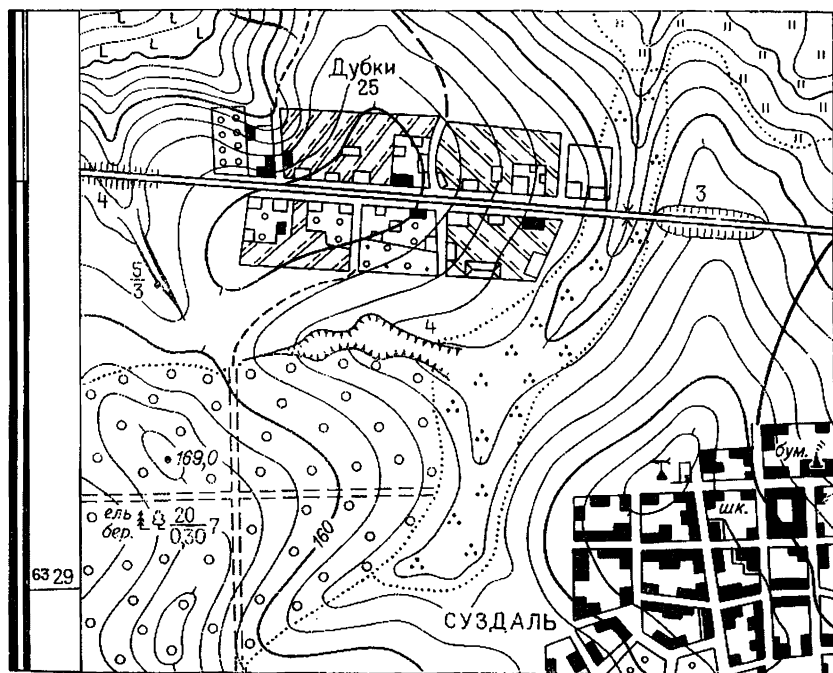 Дубки
25
3
4
5
3
4
169,0
бум.
ель
бер.
20
0,30
7
160
шк.
63 29
СУЗДАЛЬ